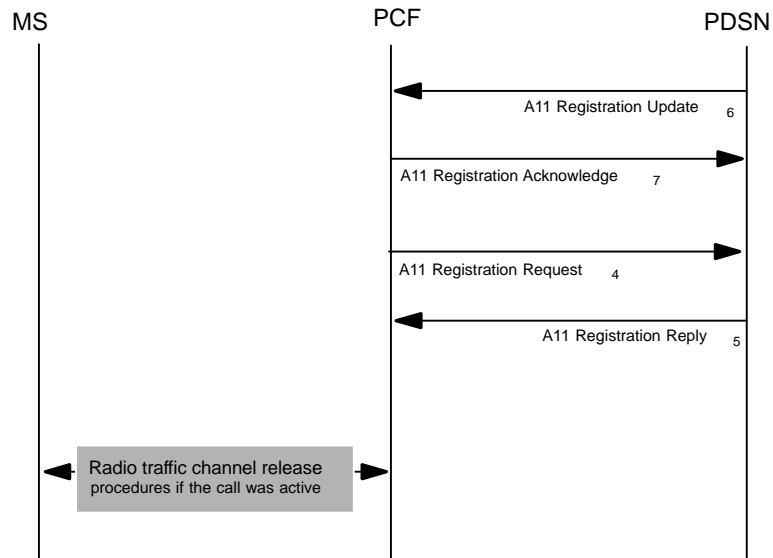 MS
PCF
PDSN
A11 Registration Update 6
A11 Registration Acknowledge 7
A11 Registration Request 4
A11 Registration Reply 5
Radio traffic channel release
procedures if the call was active